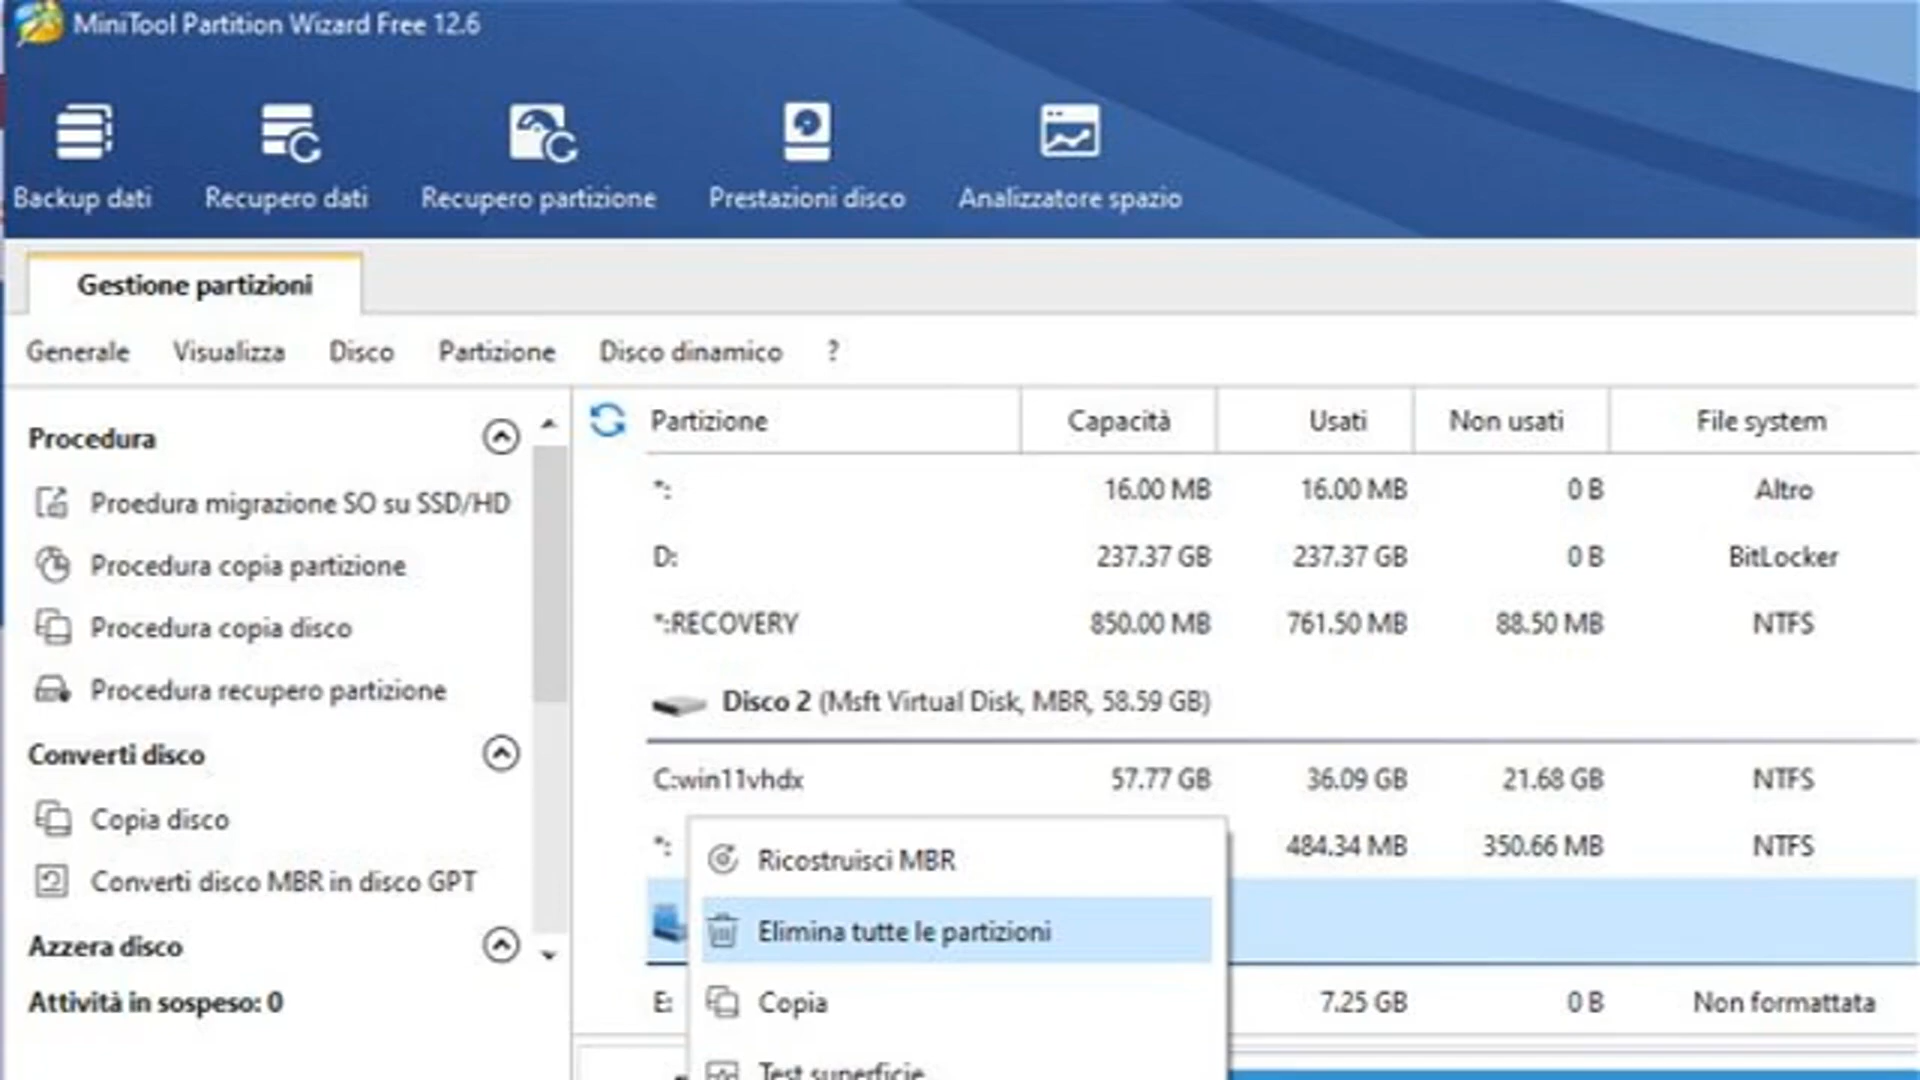 MiniTool Partition Wizard Free 12.6
Backup dati
Recupero dati
Recupero partizione
Prestazioni disco
Analizzatore spazio
Gestione partizioni
Generale Visualizza Disco Partizione Disco dinamico ?
Procedura
Proedura migrazione SO su SSD/HD
Procedura copia partizione
Procedura copia disco
Procedura recupero partizione
Converti disco
Copia disco
Converti disco MBR in disco GPT
Azzera disco
Attività in sospeso: 0
Partizione Capacità Usati Non usati File system
*: 16.00 MB 16.00 MB 0 B Altro
D: 237.37 GB 237.37 GB 0 B BitLocker
*:RECOVERY 850.00 MB 761.50 MB 88.50 MB NTFS
Disco 2 (Msft Virtual Disk, MBR, 58.59 GB)
C:win11vhdx 57.77 GB 36.09 GB 21.68 GB NTFS
*: 484.34 MB 350.66 MB NTFS
E: 7.25 GB 0 B Non formattata
Ricostruisci MBR
Elimina tutte le partizioni
Copia
Test superficie